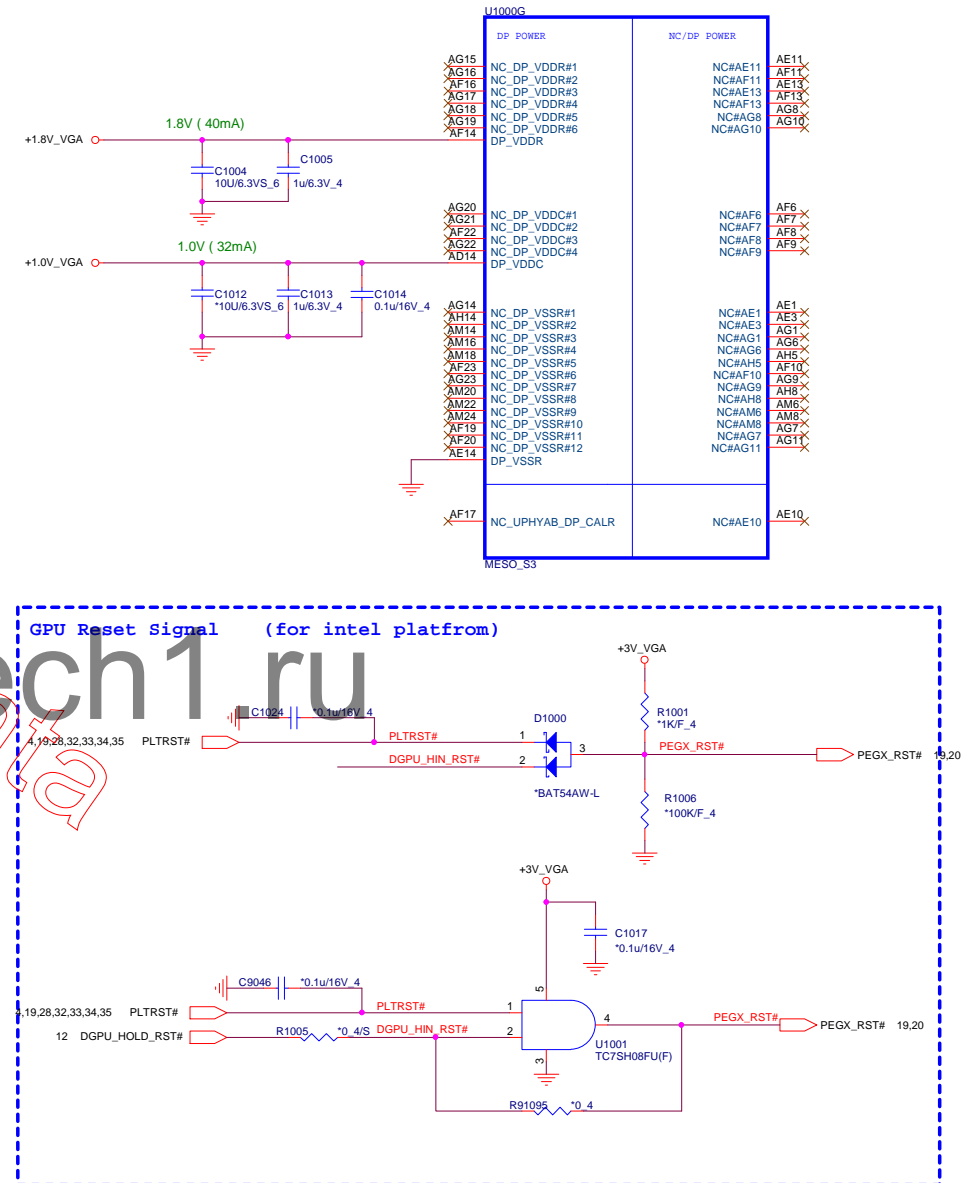 U1000G
DP POWER
NC/DP POWER
AG15 NC_DP_VDDR#1 NC#AE11 AE11
AG16 NC_DP_VDDR#2 NC#AF11 AF11
AF16 NC_DP_VDDR#3 NC#AE13 AE13
AG17 NC_DP_VDDR#4 NC#AF13 AF13
AG18 NC_DP_VDDR#5 NC#AG8 AG8
AG19 NC_DP_VDDR#6 NC#AG10 AG10
AF14 DP_VDDR
1.8V ( 40mA)
+1.8V_VGA
C1004
10U/6.3VS_6
C1005
1u/6.3V_4
AG20 NC_DP_VDDC#1 NC#AF6 AF6
AG21 NC_DP_VDDC#2 NC#AF7 AF7
AF22 NC_DP_VDDC#3 NC#AF8 AF8
AG22 NC_DP_VDDC#4 NC#AF9 AF9
AD14 DP_VDDC
1.0V ( 32mA)
+1.0V_VGA
C1012
*10U/6.3VS_6
C1013
1u/6.3V_4
C1014
0.1u/16V_4
AG14 NC_DP_VSSR#1 NC#AE1 AE1
AH14 NC_DP_VSSR#2 NC#AE3 AE3
AM14 NC_DP_VSSR#3 NC#AG1 AG1
AM16 NC_DP_VSSR#4 NC#AG6 AG6
AM18 NC_DP_VSSR#5 NC#AH5 AH5
AF23 NC_DP_VSSR#6 NC#AF10 AF10
AG23 NC_DP_VSSR#7 NC#AG9 AG9
AM20 NC_DP_VSSR#8 NC#AH8 AH8
AM22 NC_DP_VSSR#9 NC#AM6 AM6
AM24 NC_DP_VSSR#10 NC#AM8 AM8
AF19 NC_DP_VSSR#11 NC#AG7 AG7
AF20 NC_DP_VSSR#12 NC#AG11 AG11
AE14 DP_VSSR
AF17 NC_UPHYAB_DP_CALR NC#AE10 AE10
MESO_S3
GPU Reset Signal (for intel platfrom)
ech1.ru
+3V_VGA
C1024 *0.1u/16V_4
R1001
*1K/F_4
D1000
4,19,28,32,33,34,35 PLTRST# PLTRST# 1
DGPU_HIN_RST# 2
3 PEGX_RST# PEGX_RST# 19,20
*BAT54AW-L
R1006
*100K/F_4
+3V_VGA
C1017
*0.1u/16V_4
C9046 *0.1u/16V_4
5
4,19,28,32,33,34,35 PLTRST# PLTRST# 1
12 DGPU_HOLD_RST# R1005 *0_4/S DGPU_HIN_RST# 2
4 PEGX_RST# PEGX_RST# 19,20
U1001
TC7SH08FU(F)
3
R91095 *0_4